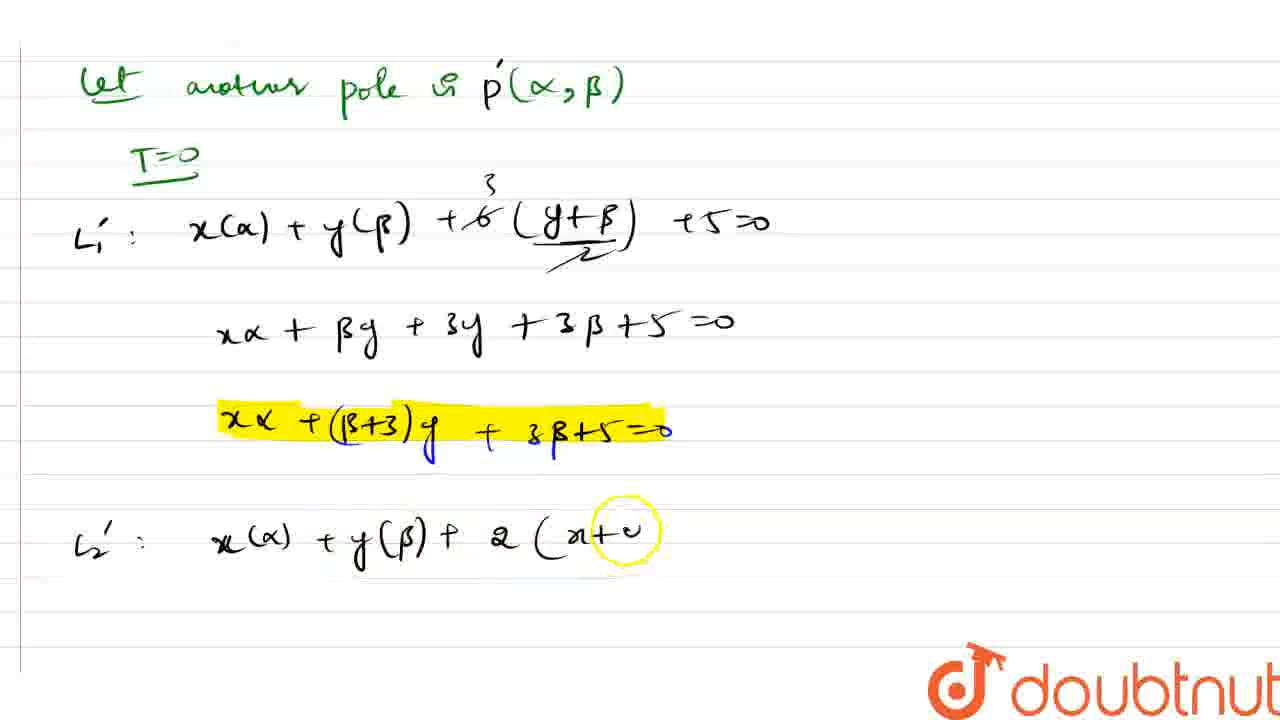 Let another pole is p'(α, β)
T=0
L₁' : x(α) + y(β) + 6 3 (y+β)/2 + 5 = 0
xα + βy + 3y + 3β + 5 = 0
xα + (β+3)y + 3β+5=0
L₂' : x(α) + y(β) + 2 (x+
doubtnut